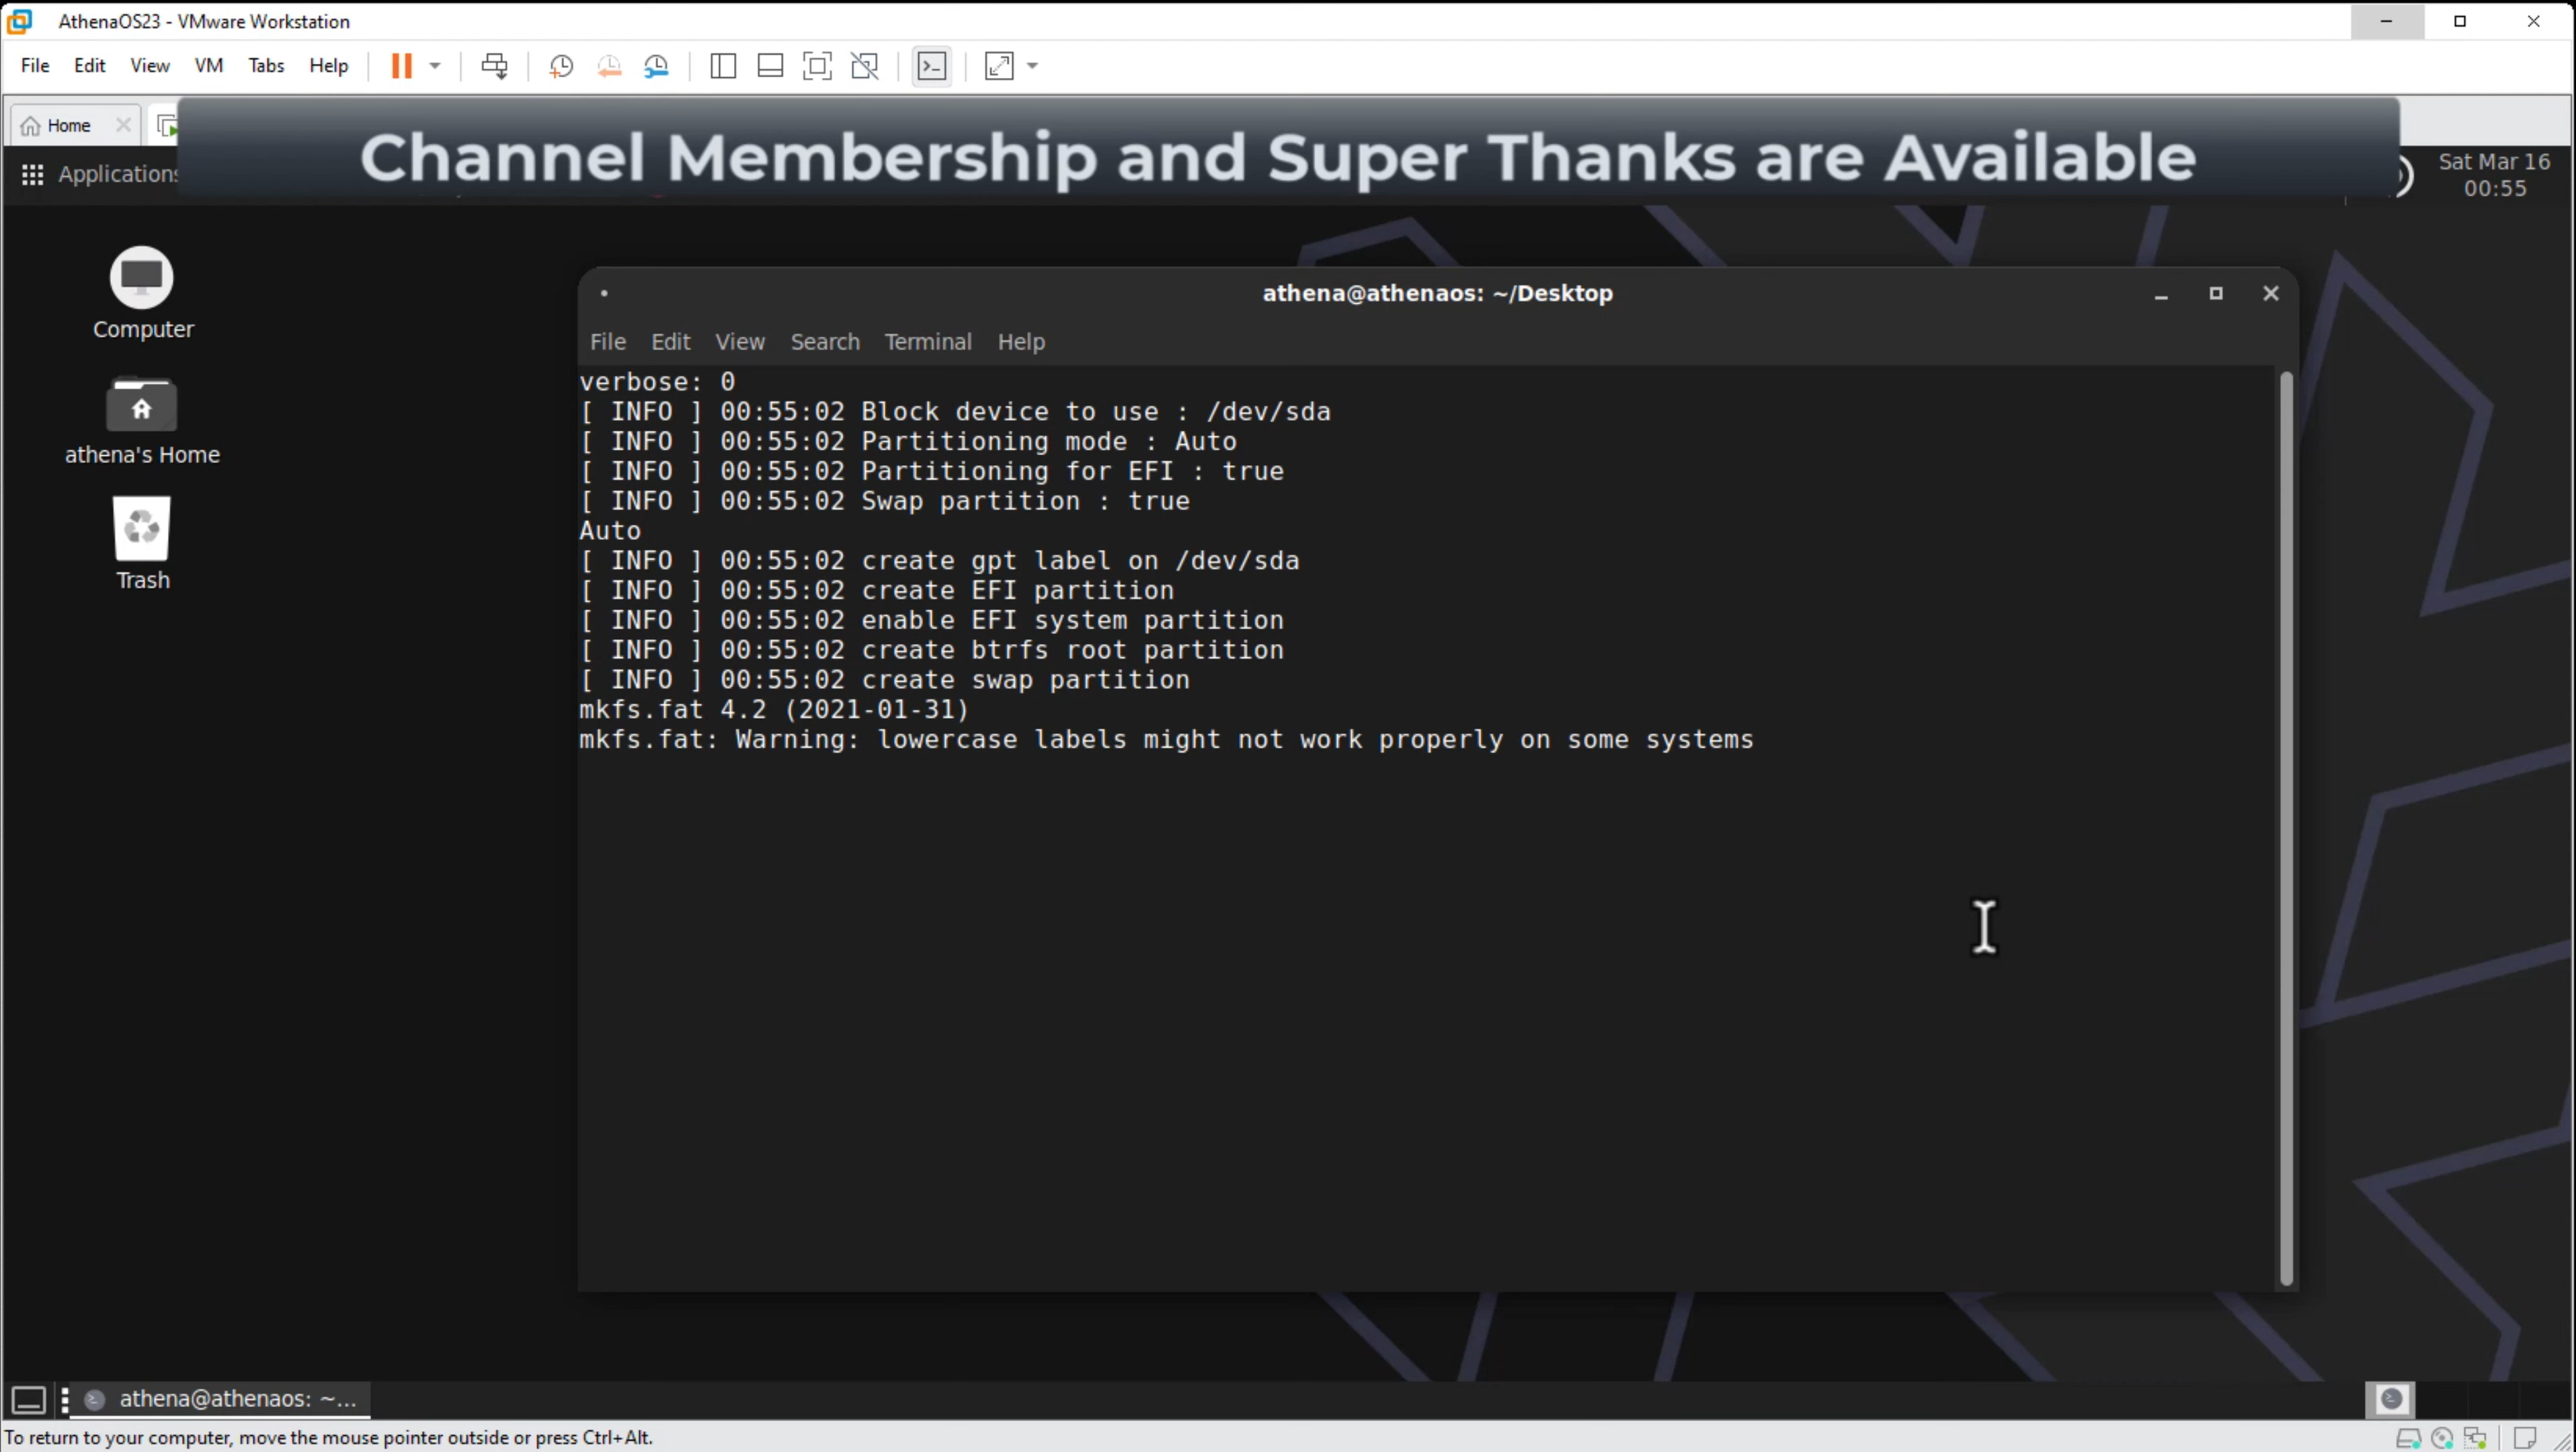 AthenaOS23 - VMware Workstation
File Edit View VM Tabs Help
Home
Channel Membership and Super Thanks are Available
Applications
Sat Mar 16
00:55
Computer
athena's Home
Trash
athena@athenaos: ~/Desktop
File Edit View Search Terminal Help
verbose: 0
[ INFO ] 00:55:02 Block device to use : /dev/sda
[ INFO ] 00:55:02 Partitioning mode : Auto
[ INFO ] 00:55:02 Partitioning for EFI : true
[ INFO ] 00:55:02 Swap partition : true
Auto
[ INFO ] 00:55:02 create gpt label on /dev/sda
[ INFO ] 00:55:02 create EFI partition
[ INFO ] 00:55:02 enable EFI system partition
[ INFO ] 00:55:02 create btrfs root partition
[ INFO ] 00:55:02 create swap partition
mkfs.fat 4.2 (2021-01-31)
mkfs.fat: Warning: lowercase labels might not work properly on some systems
athena@athenaos: ~...
To return to your computer, move the mouse pointer outside or press Ctrl+Alt.